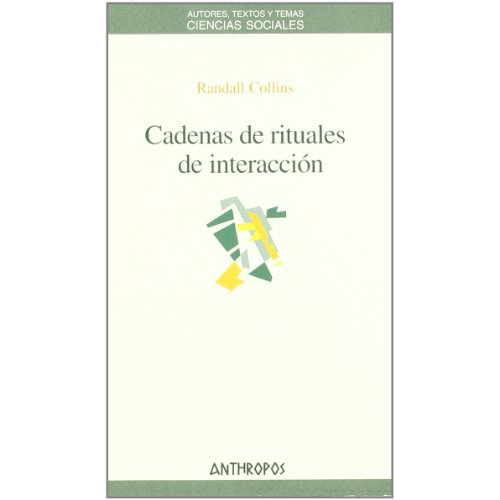 AUTORES, TEXTOS Y TEMAS
CIENCIAS SOCIALES
Randall Collins
Cadenas de rituales
de interacción
ANTHROPOS